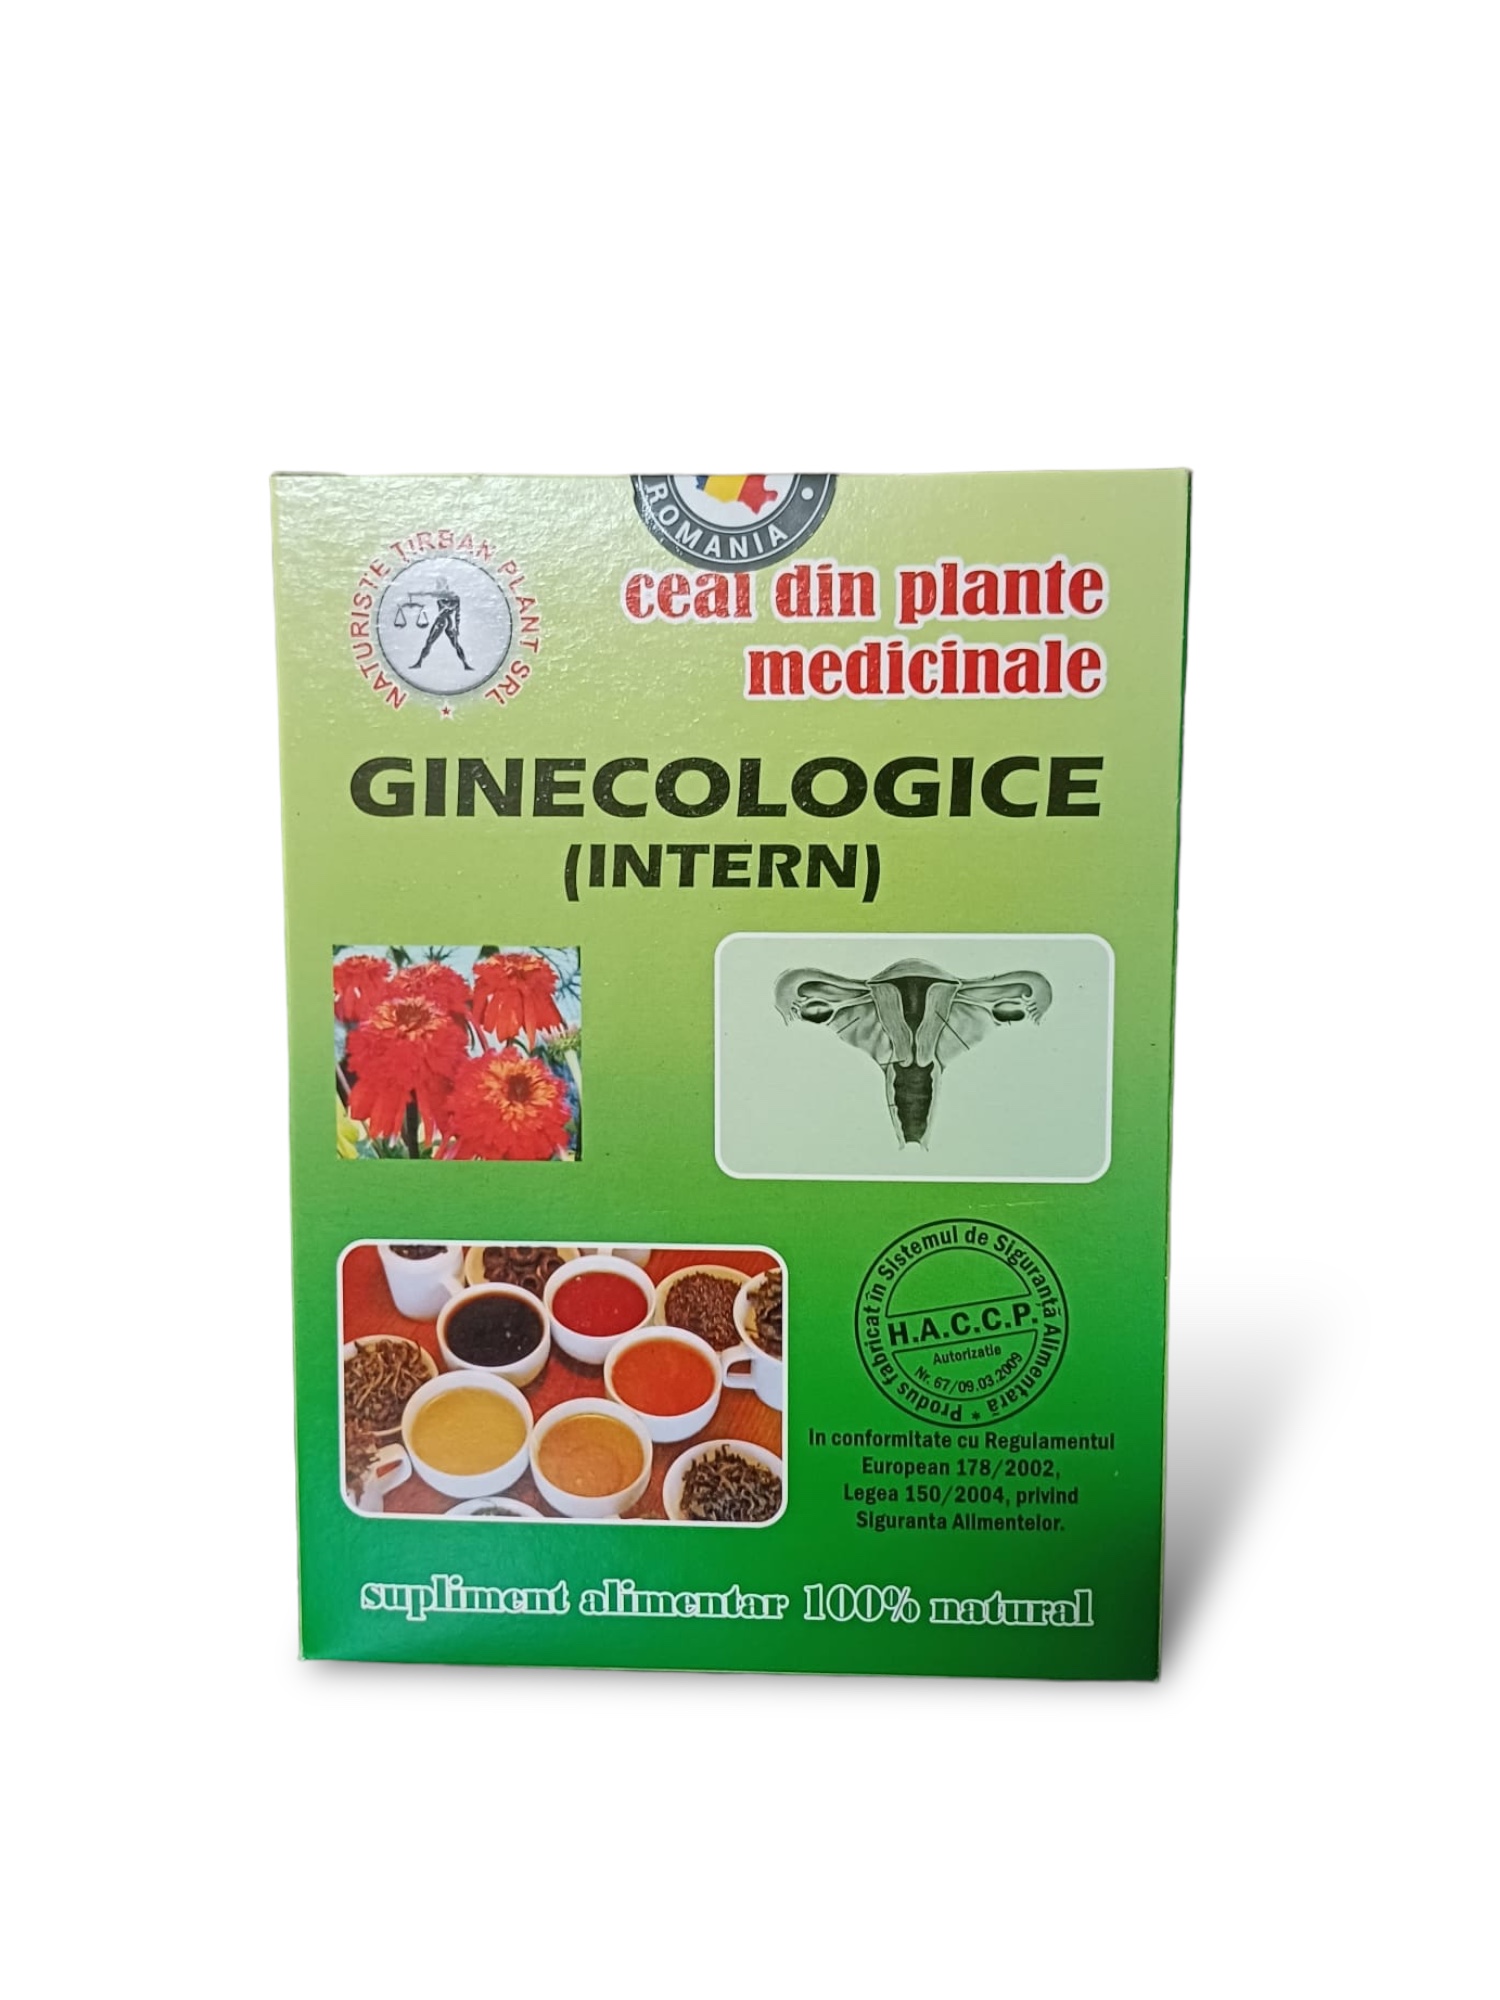 ROMANIA
NATURISTE TIRBAN PLANT SRL
ceai din plante
medicinale
GINECOLOGICE
(INTERN)
Produs fabricat în Sistemul de Siguranță Alimentară *
H.A.C.C.P.
Autorizatie
Nr. 67/09.03.2009
In conformitate cu Regulamentul
European 178/2002,
Legea 150/2004, privind
Siguranta Alimentelor.
supliment alimentar 100% natural